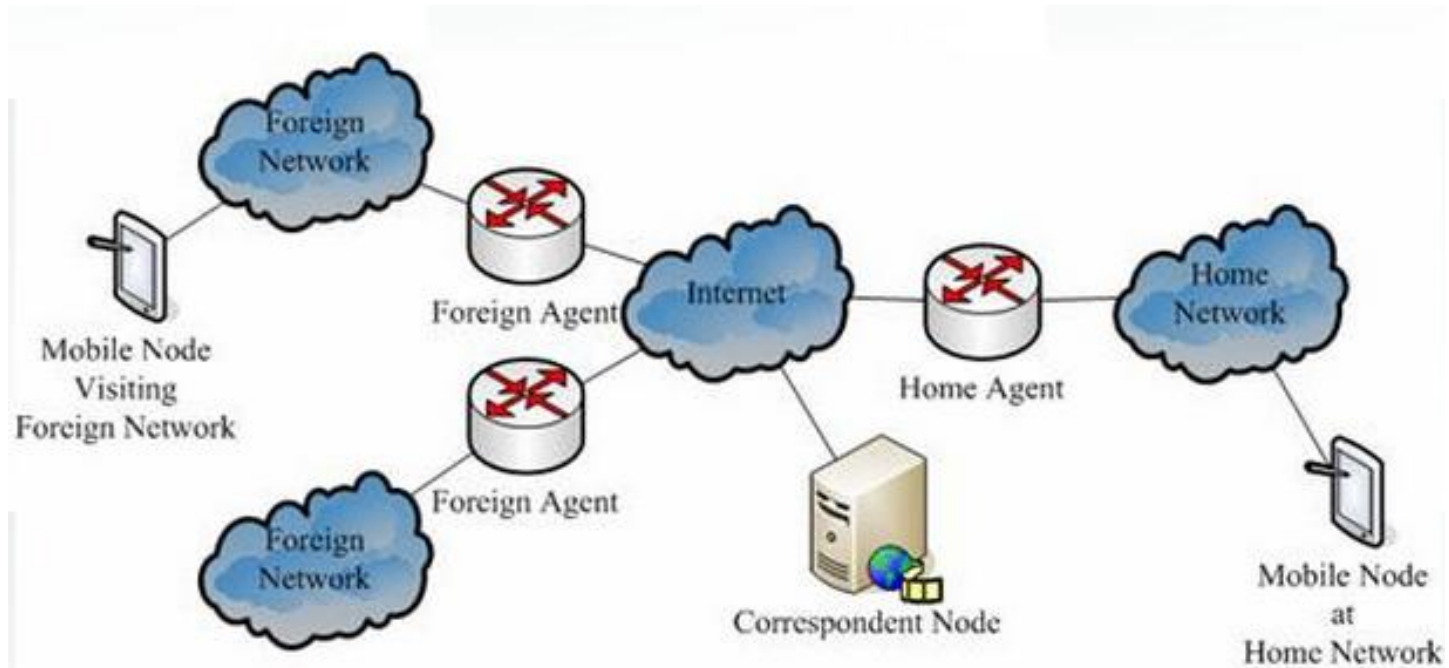 Foreign
Network
Foreign Agent
Internet
Home
Network
Mobile Node
Visiting
Foreign Network
Home Agent
Foreign Agent
Foreign
Network
Correspondent Node
Mobile Node
at
Home Network